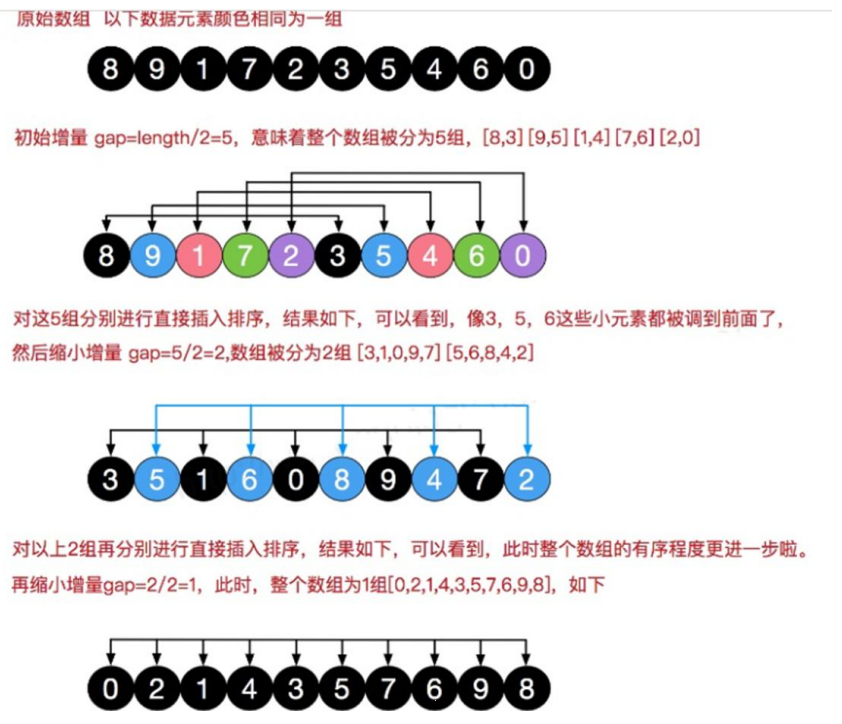 原始数组 以下数据元素颜色相同为一组
8 9 1 7 2 3 5 4 6 0
初始增量 gap=length/2=5，意味着整个数组被分为5组，[8,3] [9,5] [1,4] [7,6] [2,0]
8 9 1 7 2 3 5 4 6 0
对这5组分别进行直接插入排序，结果如下，可以看到，像3，5，6这些小元素都被调到前面了，
然后缩小增量 gap=5/2=2,数组被分为2组 [3,1,0,9,7] [5,6,8,4,2]
3 5 1 6 0 8 9 4 7 2
对以上2组再分别进行直接插入排序，结果如下，可以看到，此时整个数组的有序程度更进一步啦。
再缩小增量gap=2/2=1，此时，整个数组为1组[0,2,1,4,3,5,7,6,9,8]，如下
0 2 1 4 3 5 7 6 9 8